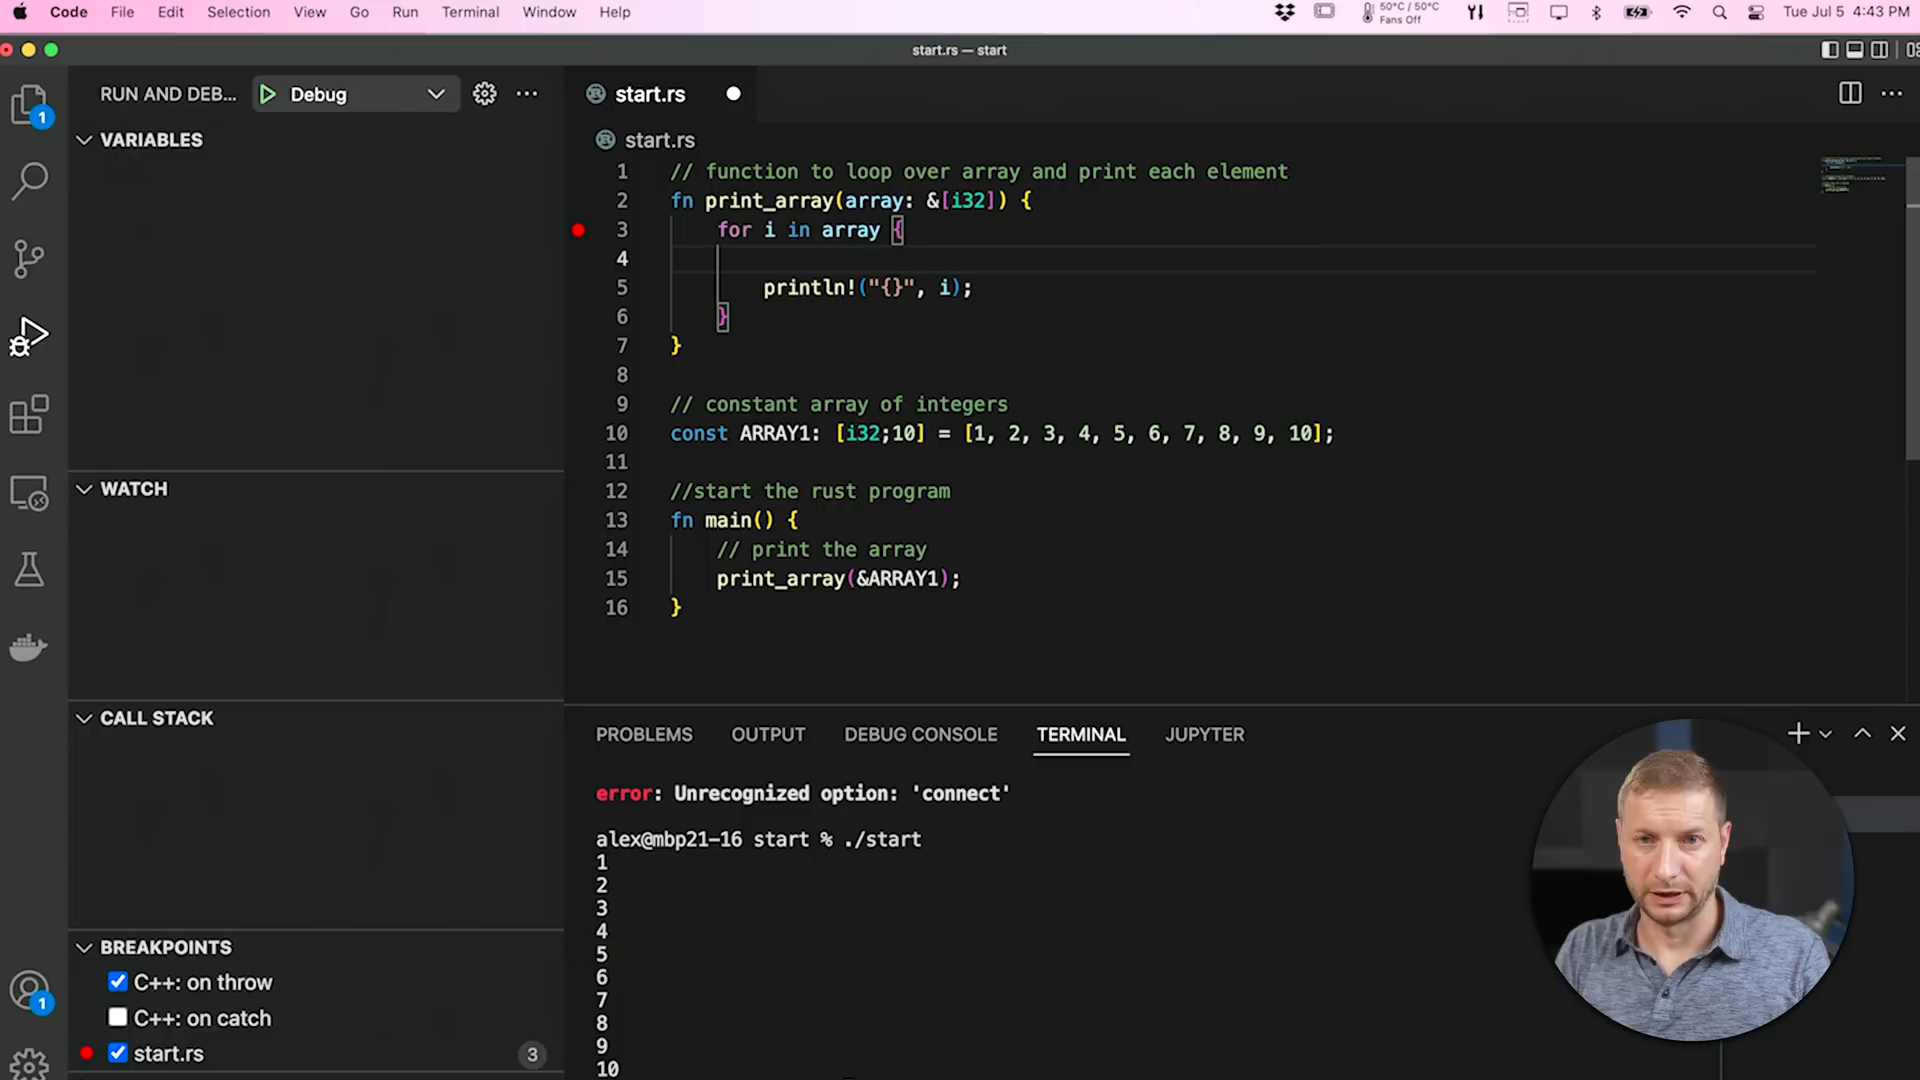 Code File Edit Selection View Go Run Terminal Window Help 50°C / 50°C Fans Off Tue Jul 5 4:43 PM
start.rs — start
RUN AND DEB... Debug
start.rs
1
VARIABLES
start.rs
1 // function to loop over array and print each element
2 fn print_array(array: &[i32]) {
3 for i in array {
4
5 println!("{}", i);
6 }
7 }
8
9 // constant array of integers
10 const ARRAY1: [i32;10] = [1, 2, 3, 4, 5, 6, 7, 8, 9, 10];
11
12 //start the rust program
13 fn main() {
14 // print the array
15 print_array(&ARRAY1);
16 }
WATCH
CALL STACK
BREAKPOINTS
C++: on throw
C++: on catch
start.rs 3
1
PROBLEMS OUTPUT DEBUG CONSOLE TERMINAL JUPYTER
error: Unrecognized option: 'connect'
alex@mbp21-16 start % ./start
1
2
3
4
5
6
7
8
9
10